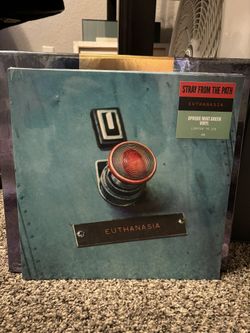 STRAY FROM THE PATH
EUTHANASIA
OPAQUE MINT GREEN
VINYL
U
EUTHANASIA